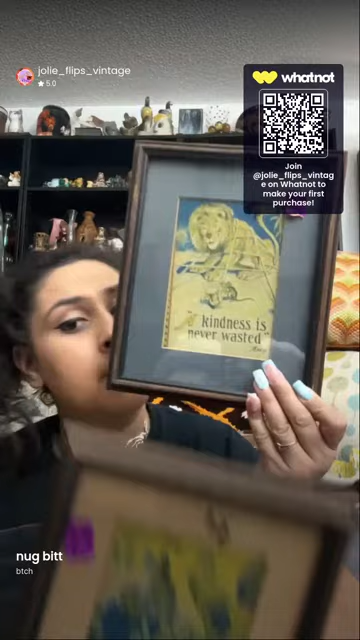 jolie_flips_vintage
★ 5.0
whatnot
Join
@jolie_flips_vintag
e on Whatnot to
make your first
purchase!
kindness is
never wasted"
nug bitt
btch